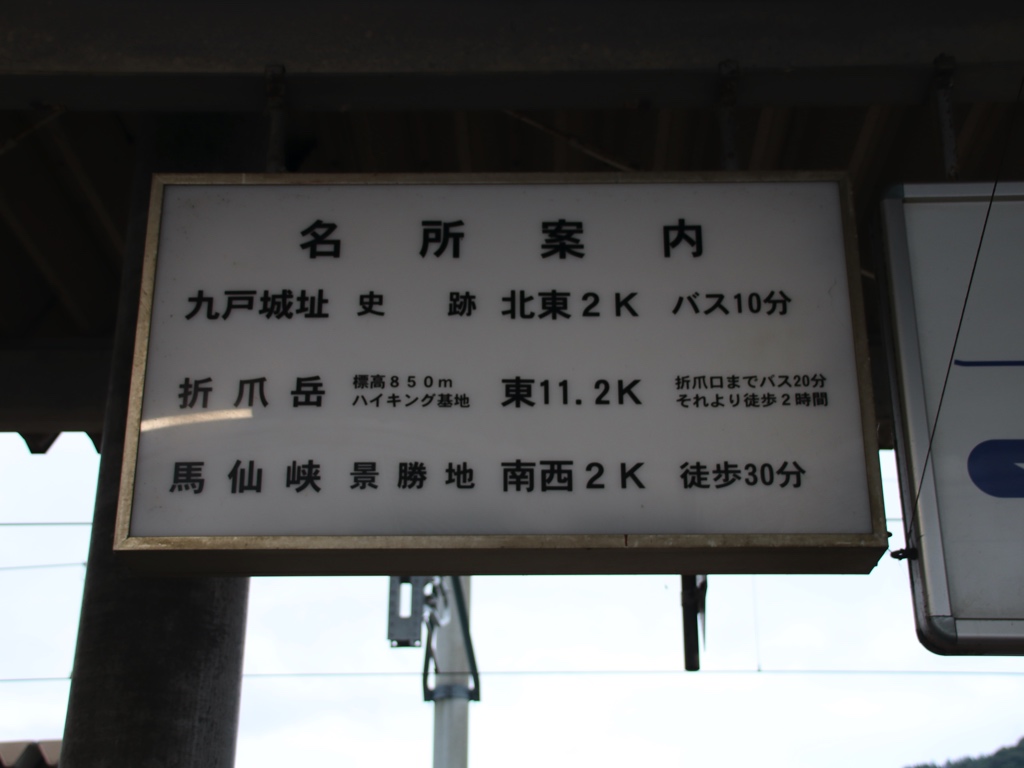 名所案内
九戸城址 史跡 北東2K バス10分
折爪岳 標高850m 東11.2K 折爪口までバス20分
ハイキング基地 それより徒歩2時間
馬仙峡 景勝地 南西2K 徒歩30分